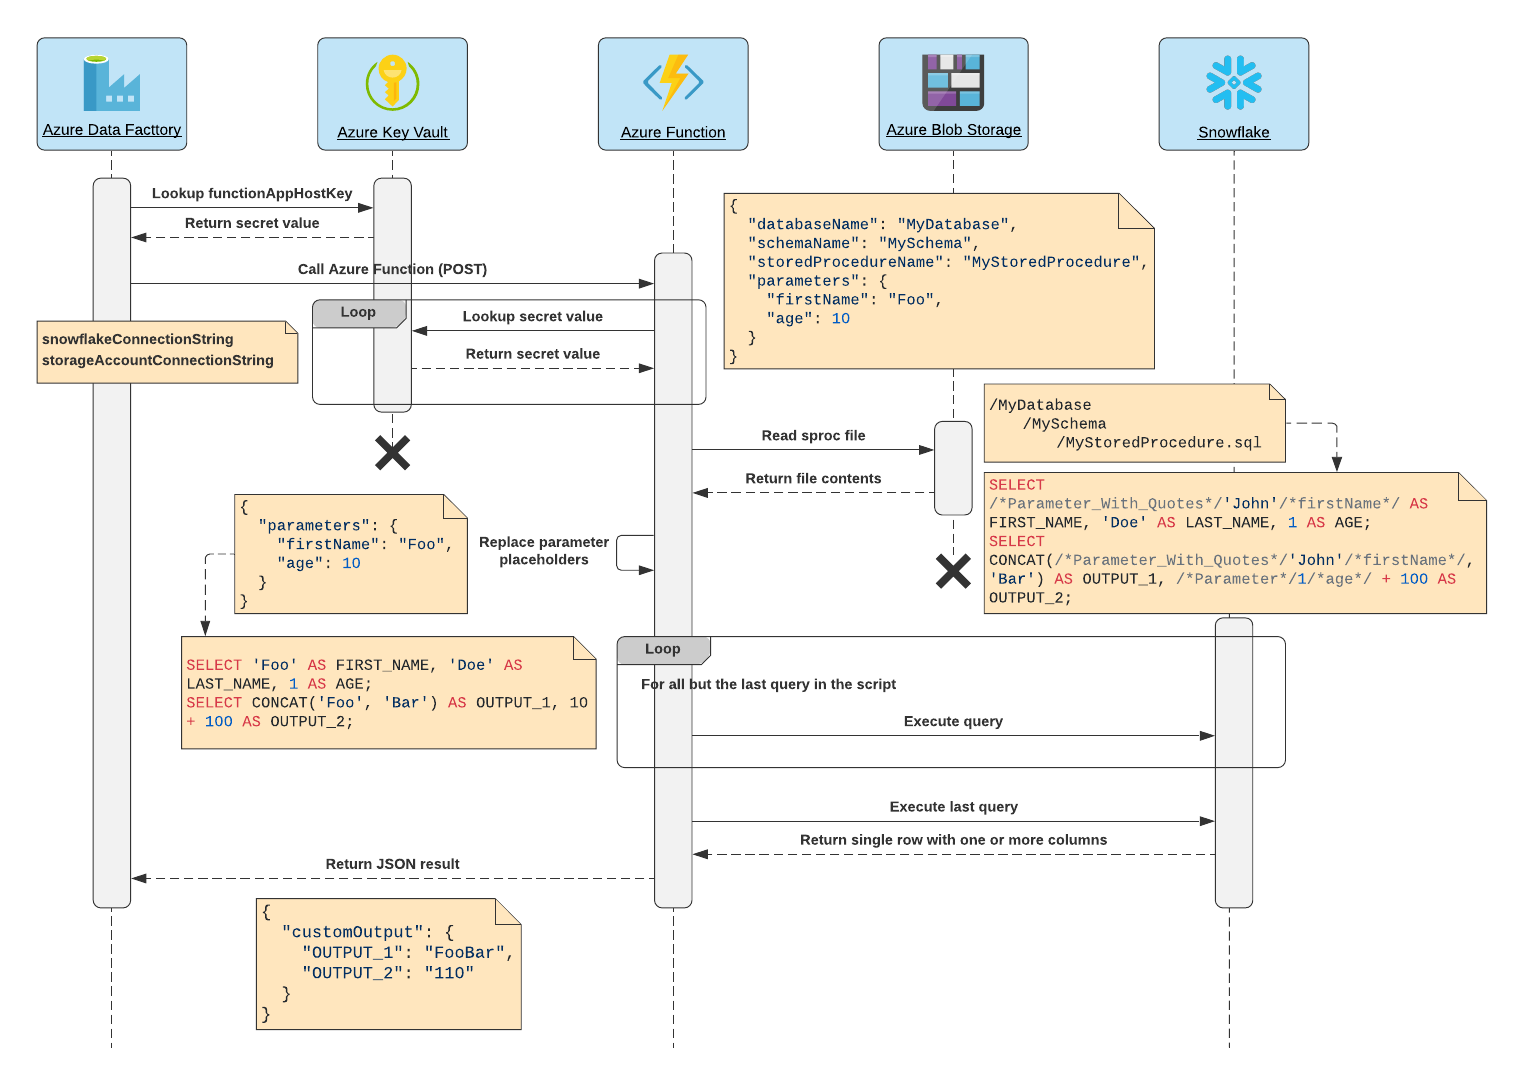 Azure Data Facttory
Azure Key Vault
Azure Function
Azure Blob Storage
Snowflake
Lookup functionAppHostKey
Return secret value
Call Azure Function (POST)
{
"databaseName": "MyDatabase",
"schemaName": "MySchema",
"storedProcedureName": "MyStoredProcedure",
"parameters": {
"firstName": "Foo",
"age": 10
}
}
Loop
Lookup secret value
Return secret value
snowflakeConnectionString
storageAccountConnectionString
/MyDatabase
/MySchema
/MyStoredProcedure.sql
Read sproc file
Return file contents
SELECT
/*Parameter_With_Quotes*/'John'/*firstName*/ AS
FIRST_NAME, 'Doe' AS LAST_NAME, 1 AS AGE;
SELECT
CONCAT(/*Parameter_With_Quotes*/'John'/*firstName*/,
'Bar') AS OUTPUT_1, /*Parameter*/1/*age*/ + 100 AS
OUTPUT_2;
{
"parameters": {
"firstName": "Foo",
"age": 10
}
}
Replace parameter
placeholders
SELECT 'Foo' AS FIRST_NAME, 'Doe' AS
LAST_NAME, 1 AS AGE;
SELECT CONCAT('Foo', 'Bar') AS OUTPUT_1, 10
+ 100 AS OUTPUT_2;
Loop
For all but the last query in the script
Execute query
Execute last query
Return single row with one or more columns
Return JSON result
{
"customOutput": {
"OUTPUT_1": "FooBar",
"OUTPUT_2": "110"
}
}